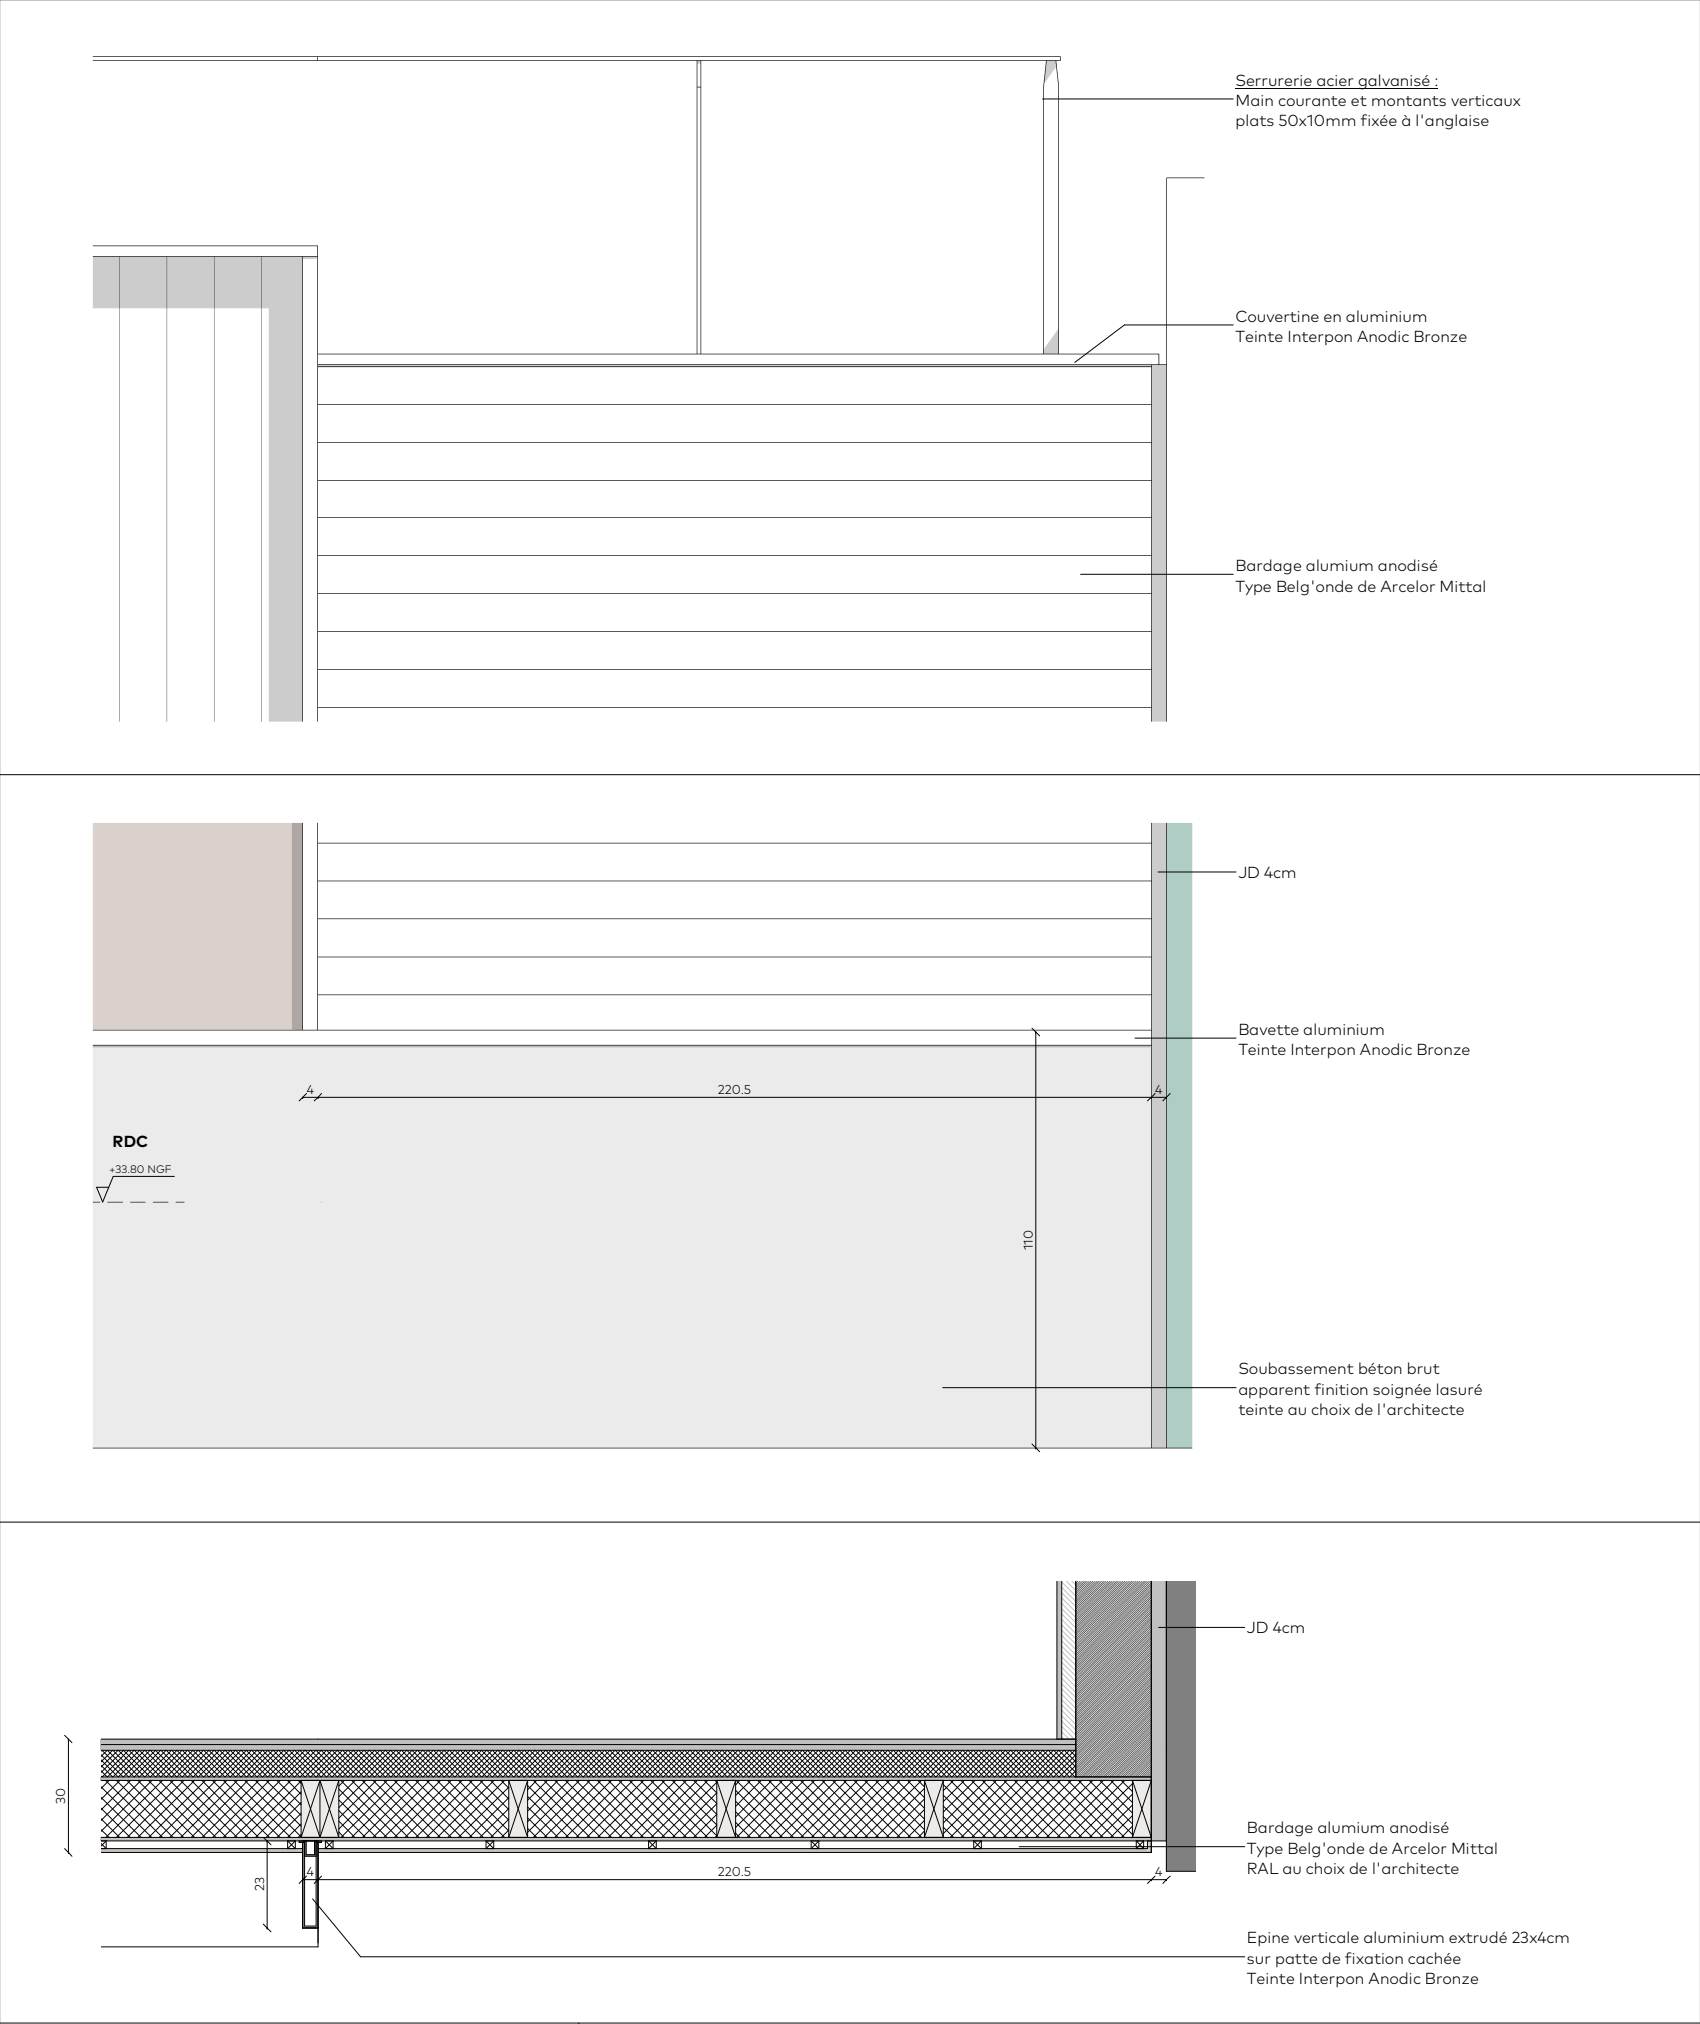 Serrurerie acier galvanisé :
Main courante et montants verticaux
plats 50x10mm fixée à l'anglaise
Couvertine en aluminium
Teinte Interpon Anodic Bronze
Bardage alumium anodisé
Type Belg'onde de Arcelor Mittal
JD 4cm
Bavette aluminium
Teinte Interpon Anodic Bronze
4
220.5
4
RDC
+33.80 NGF
110
Soubassement béton brut
apparent finition soignée lasuré
teinte au choix de l'architecte
JD 4cm
30
Bardage alumium anodisé
Type Belg'onde de Arcelor Mittal
RAL au choix de l'architecte
23
4
220.5
4
Epine verticale aluminium extrudé 23x4cm
sur patte de fixation cachée
Teinte Interpon Anodic Bronze